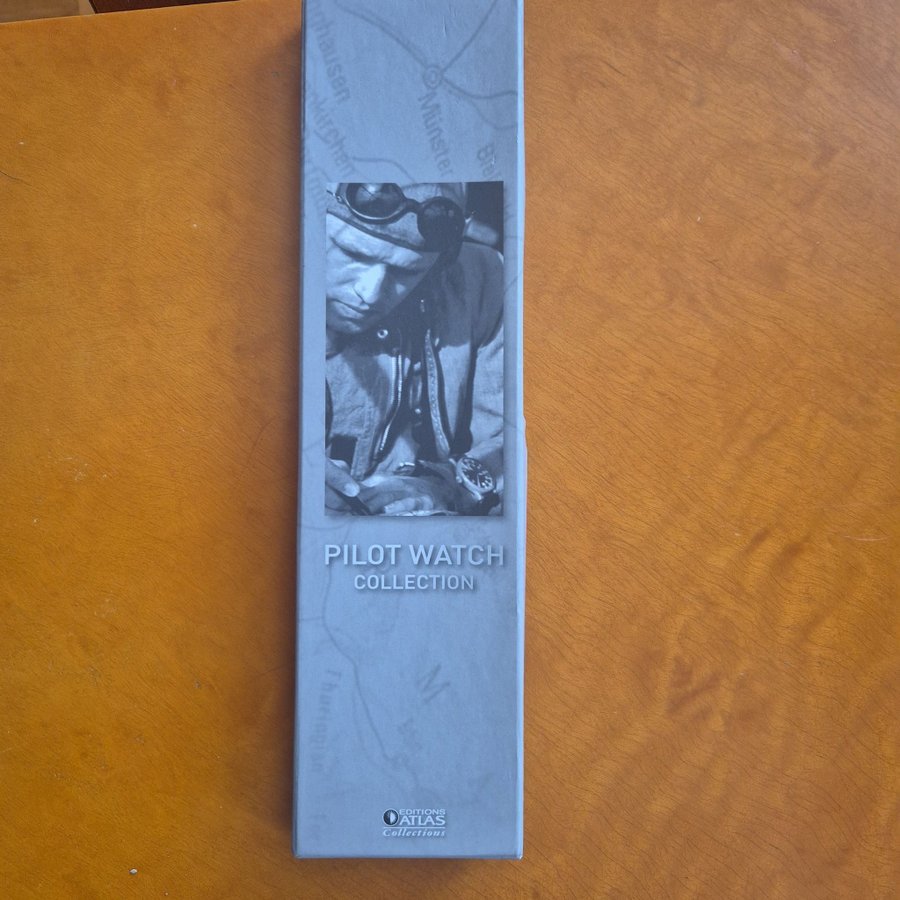 Münster
PILOT WATCH
COLLECTION
M
EDITIONS
ATLAS
Collections